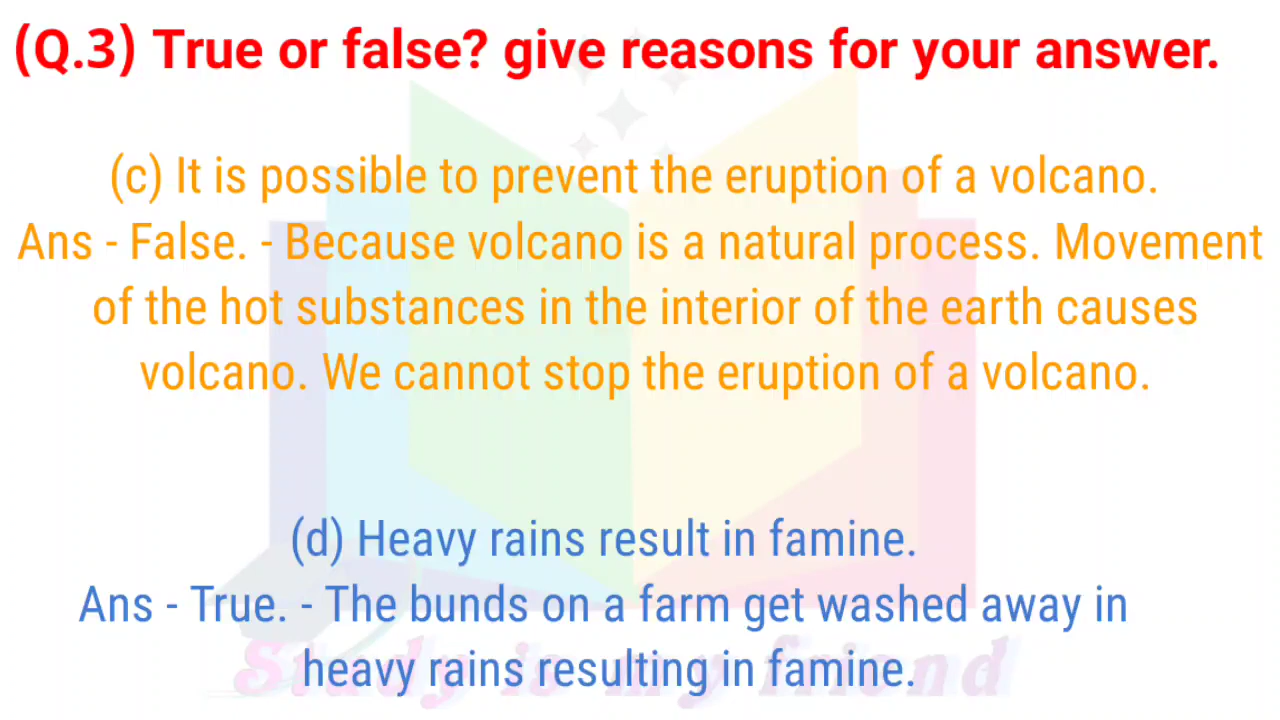 (Q.3) True or false? give reasons for your answer.
(c) It is possible to prevent the eruption of a volcano.
Ans - False. - Because volcano is a natural process. Movement
of the hot substances in the interior of the earth causes
volcano. We cannot stop the eruption of a volcano.
(d) Heavy rains result in famine.
Ans - True. - The bunds on a farm get washed away in
heavy rains resulting in famine.
Study is my friend